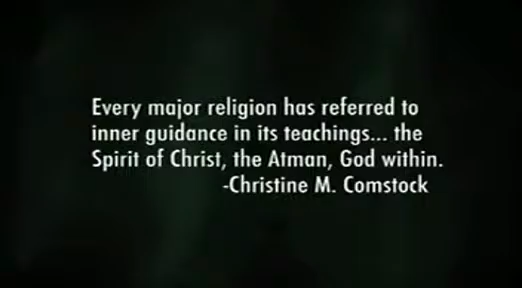 Every major religion has referred to
inner guidance in its teachings... the
Spirit of Christ, the Atman, God within.
-Christine M. Comstock